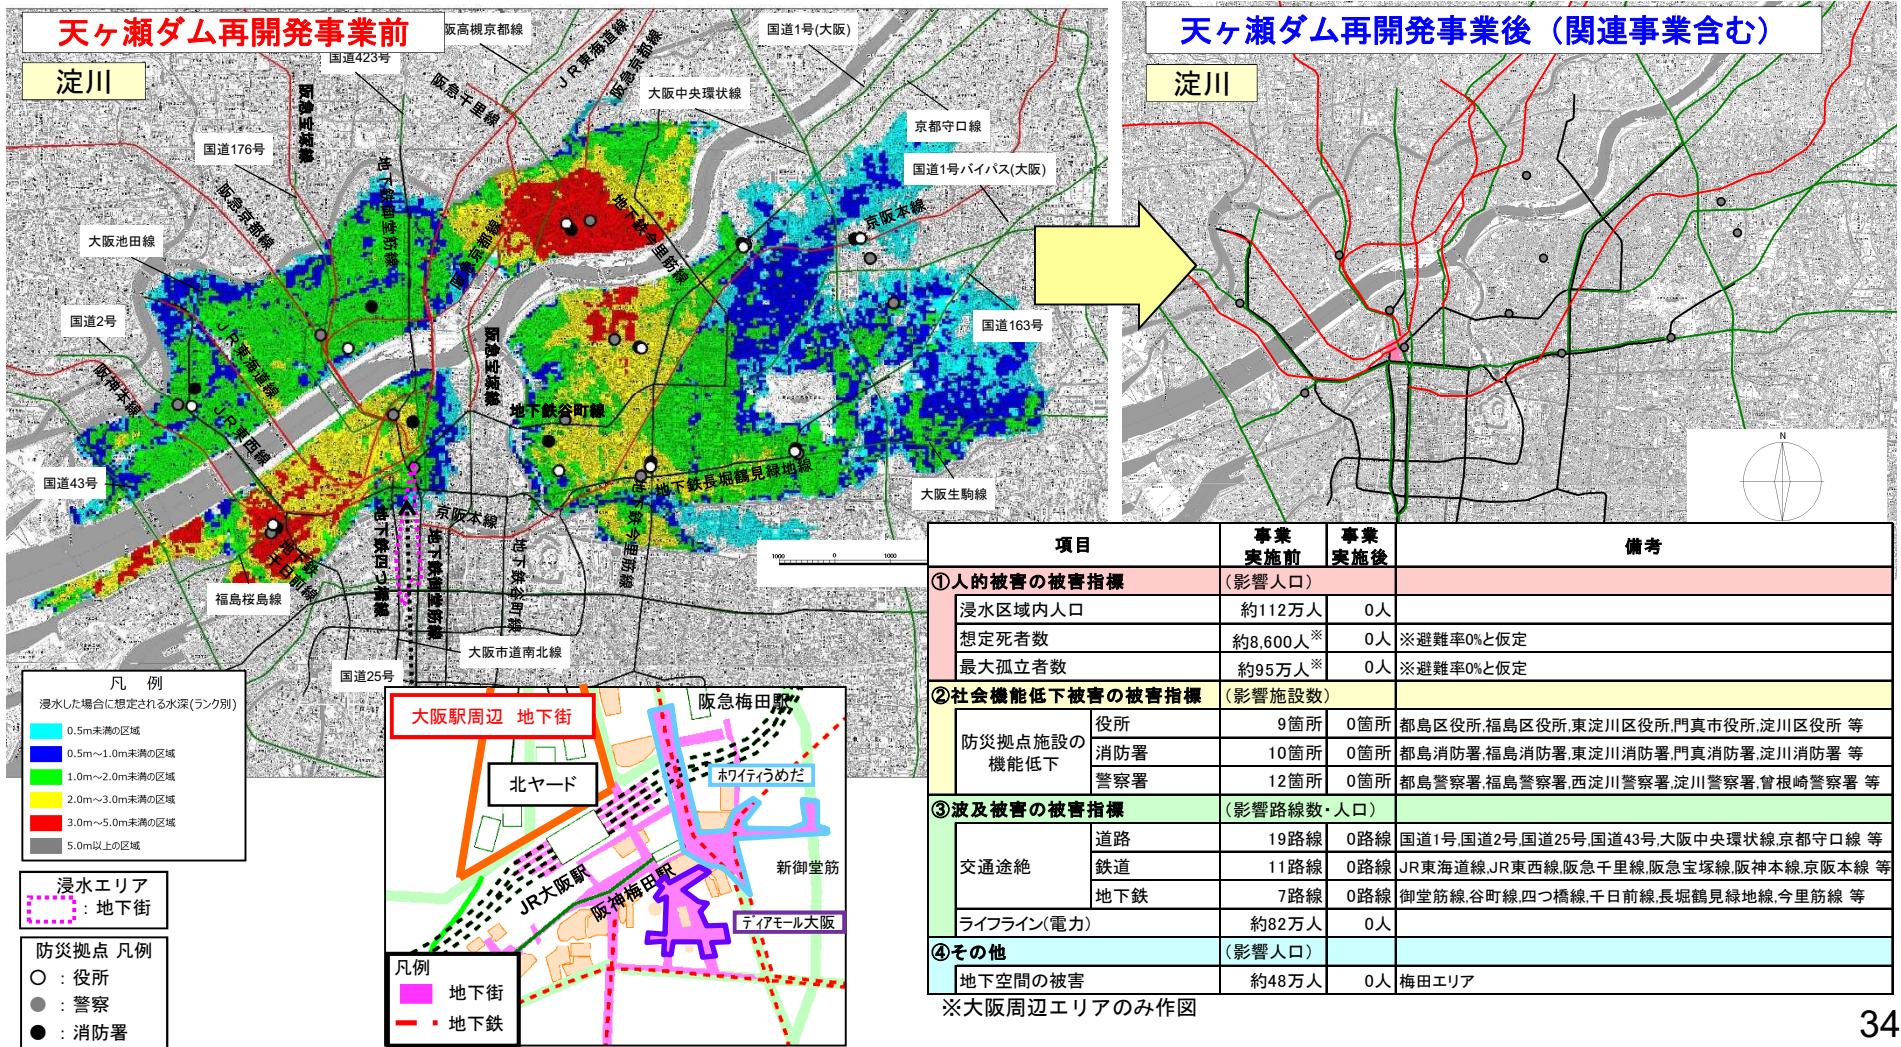 天ヶ瀬ダム再開発事業前
淀川
阪高槻京都線
国道423号
阪急宝塚線
阪急千里線
JR東海道線
阪急京都線
国道1号(大阪)
大阪中央環状線
京都守口線
国道1号バイパス(大阪)
国道176号
阪急京都線
地下鉄御堂筋線
大阪池田線
阪急京都線
地下鉄今里筋線
京阪本線
国道2号
JR東海道線
阪神本線
JR東西線
阪急宝塚線
地下鉄谷町線
国道163号
国道43号
京阪本線
地下鉄長堀鶴見緑地線
大阪生駒線
地下鉄千日前線
地下鉄四つ橋線
地下鉄御堂筋線
地下鉄谷町線
地下鉄今里筋線
福島桜島線
大阪市道南北線
国道25号
1000 0 1000
凡 例
浸水した場合に想定される水深(ランク別)
0.5m未満の区域
0.5m～1.0m未満の区域
1.0m～2.0m未満の区域
2.0m～3.0m未満の区域
3.0m～5.0m未満の区域
5.0m以上の区域
浸水エリア
：地下街
防災拠点 凡例
：役所
：警察
：消防署
大阪駅周辺 地下街
阪急梅田駅
北ヤード
ホワイティうめだ
新御堂筋
JR大阪駅
阪神梅田駅
ディアモール大阪
凡例
地下街
地下鉄
天ヶ瀬ダム再開発事業後（関連事業含む）
淀川
N
項目 事業実施前 事業実施後 備考
①人的被害の被害指標 （影響人口）
浸水区域内人口 約112万人 0人
想定死者数 約8,600人※ 0人 ※避難率0%と仮定
最大孤立者数 約95万人※ 0人 ※避難率0%と仮定
②社会機能低下被害の被害指標 （影響施設数）
防災拠点施設の機能低下
役所 9箇所 0箇所 都島区役所,福島区役所,東淀川区役所,門真市役所,淀川区役所 等
消防署 10箇所 0箇所 都島消防署,福島消防署,東淀川消防署,門真消防署,淀川消防署 等
警察署 12箇所 0箇所 都島警察署,福島警察署,西淀川警察署,淀川警察署,曾根崎警察署 等
③波及被害の被害指標 （影響路線数・人口）
交通途絶
道路 19路線 0路線 国道1号,国道2号,国道25号,国道43号,大阪中央環状線,京都守口線 等
鉄道 11路線 0路線 JR東海道線,JR東西線,阪急千里線,阪急宝塚線,阪神本線,京阪本線 等
地下鉄 7路線 0路線 御堂筋線,谷町線,四つ橋線,千日前線,長堀鶴見緑地線,今里筋線 等
ライフライン(電力) 約82万人 0人
④その他 （影響人口）
地下空間の被害 約48万人 0人 梅田エリア
※大阪周辺エリアのみ作図
34